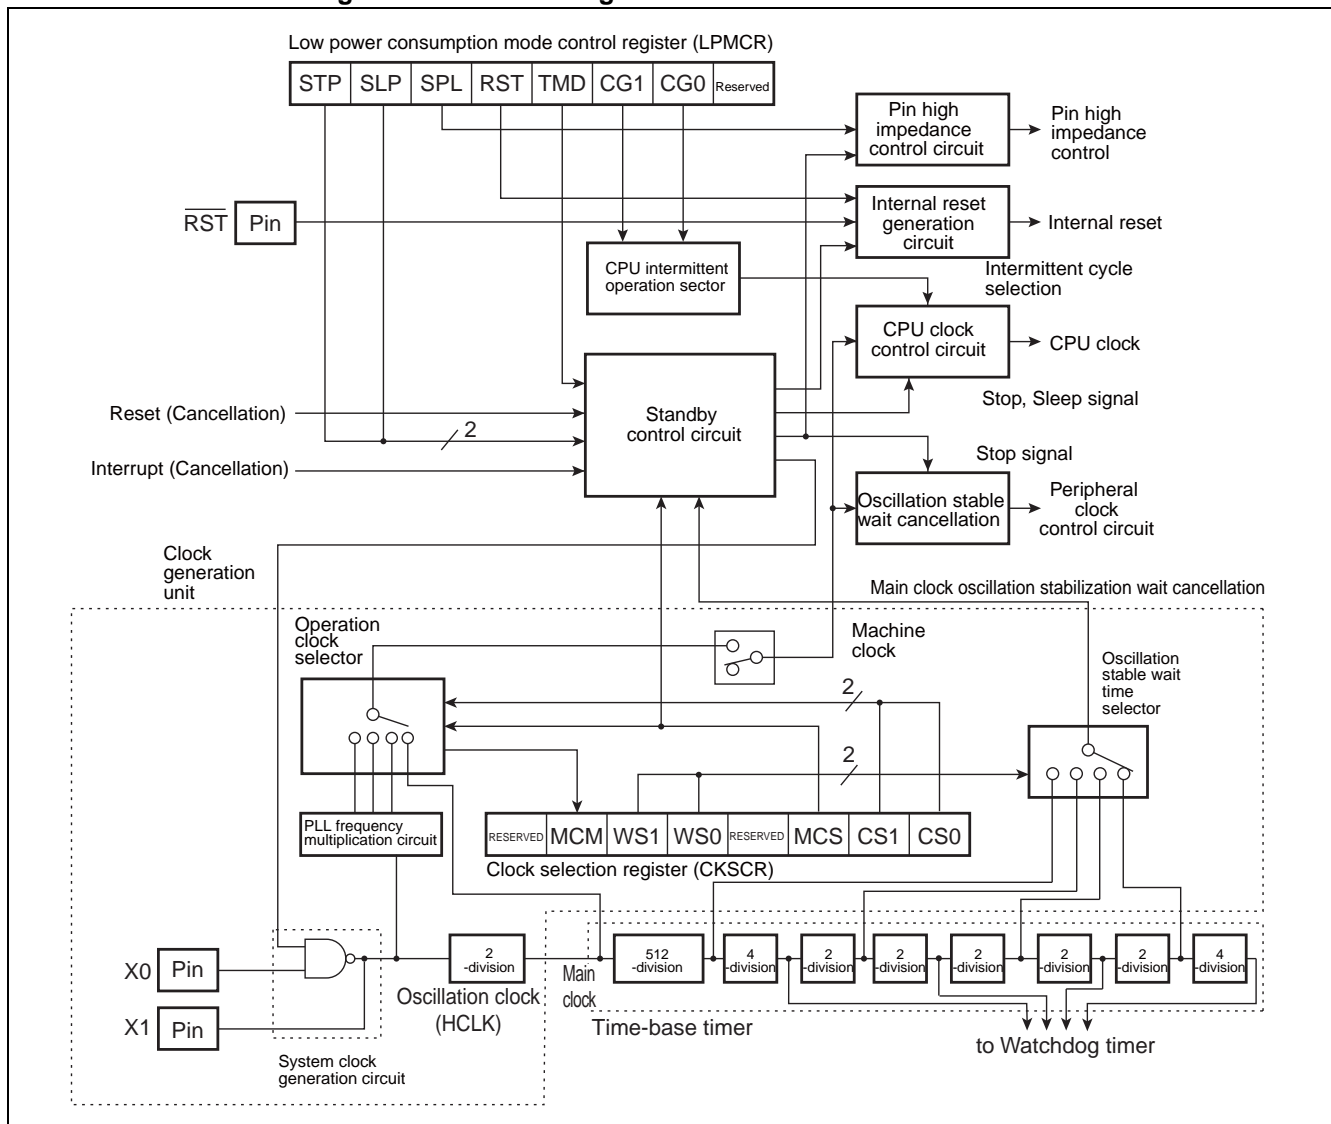 Low power consumption mode control register (LPMCR)
STP SLP SPL RST TMD CG1 CG0 Reserved
Pin high
impedance
control circuit
Pin high
impedance
control
RST Pin
Internal reset
generation
circuit
Internal reset
CPU intermittent
operation sector
Intermittent cycle
selection
CPU clock
control circuit
CPU clock
Standby
control circuit
Stop, Sleep signal
Reset (Cancellation)
2
Interrupt (Cancellation)
Stop signal
Oscillation stable
wait cancellation
Peripheral
clock
control circuit
Clock
generation
unit
Main clock oscillation stabilization wait cancellation
Operation
clock
selector
Machine
clock
Oscillation
stable wait
time
selector
2
2
PLL frequency
multiplication circuit
RESERVED MCM WS1 WS0 RESERVED MCS CS1 CS0
Clock selection register (CKSCR)
X0 Pin
X1 Pin
System clock
generation circuit
2
-division
Oscillation clock
(HCLK)
Main
clock
512
-division
4
-division
2
-division
2
-division
2
-division
2
-division
2
-division
4
-division
Time-base timer
to Watchdog timer